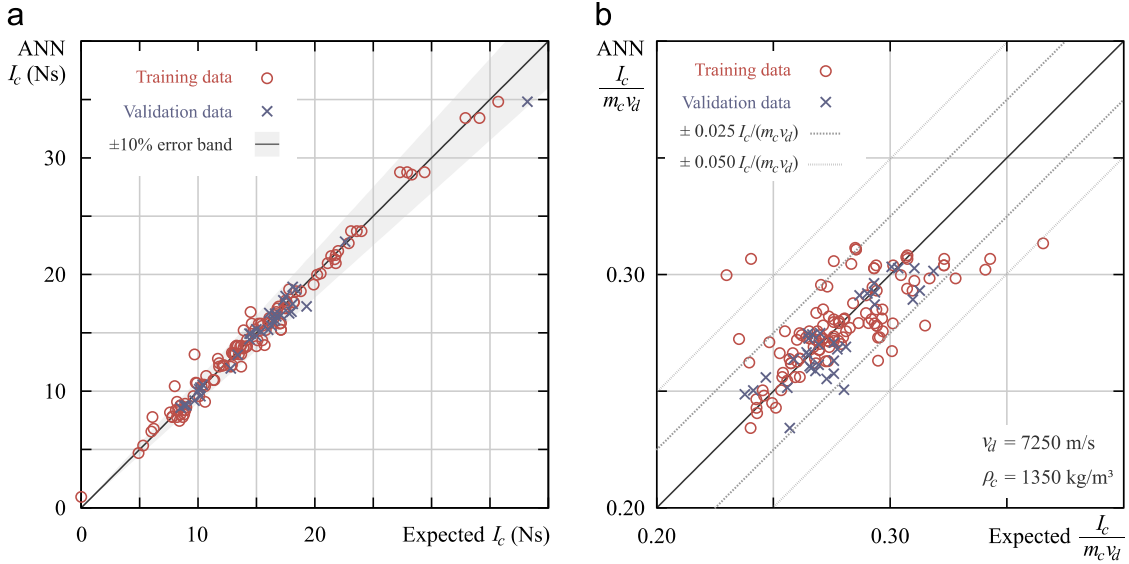 a
ANN
I_c (Ns)
Training data
Validation data
±10% error band
30
20
10
0
0
10
20
Expected I_c (Ns)
b
ANN
I_c
m_c v_d
Training data
Validation data
± 0.025 I_c/(m_c v_d)
± 0.050 I_c/(m_c v_d)
0.30
0.20
v_d = 7250 m/s
ρ_c = 1350 kg/m³
0.20
0.30
Expected I_c
m_c v_d